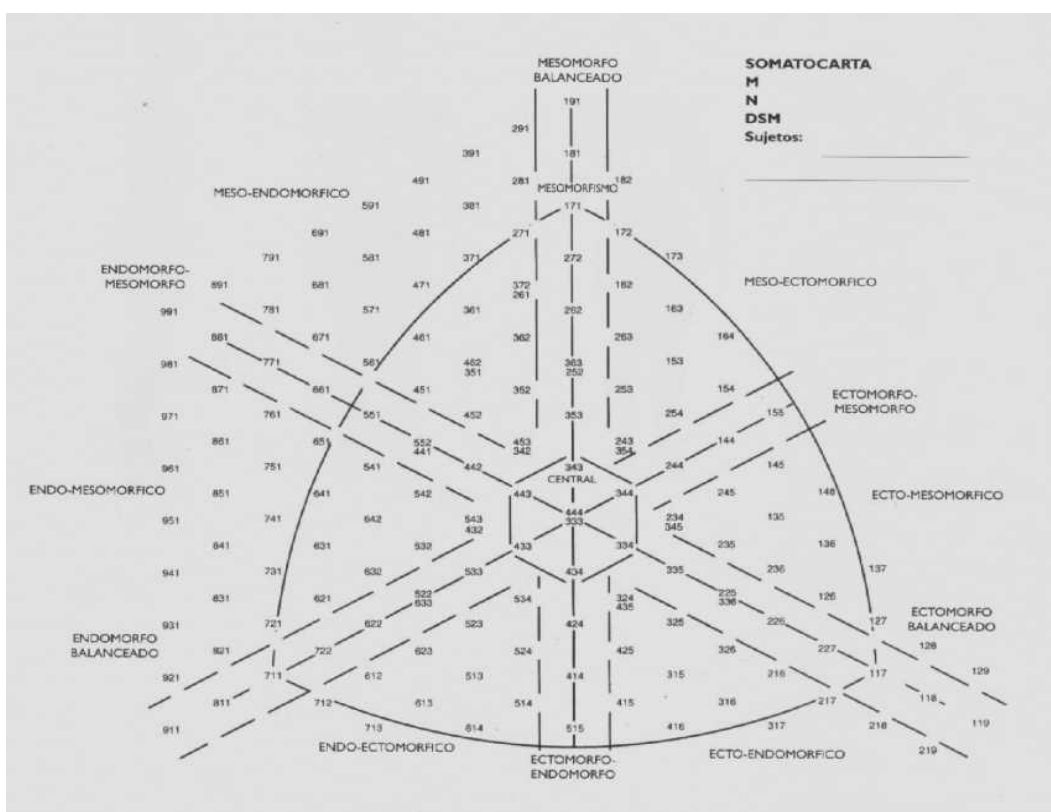 MESOMORFO
BALANCEADO
SOMATOCARTA
M
N
DSM
Sujetos:
191
291
391 181
491 281 182
MESO-ENDOMORFICO
MESOMORFISMO
591 381 171
691 481 271 172
791 581 371 272 173
ENDOMORFO-
MESOMORFO
MESO-ECTOMORFICO
891 681 471 372 162
261
991 781 571 361 262 163
881 671 461 362 263 164
981 771 561 462 363 153
351 252
871 661 451 352 253 154
ECTOMORFO-
MESOMORFO
971 761 551 452 353 254 155
861 651 552 453 243 144
441 342 354
961 751 541 442 343 244 145
CENTRAL
ENDO-MESOMORFICO
ECTO-MESOMORFICO
851 641 542 443 344 245 146
951 741 642 543 444 234 135
432 333 345
841 631 532 433 334 235 136
941 731 632 533 434 335 236 137
831 621 522 534 324 225 126
633 435 336
931 721 622 523 424 325 226 127
ENDOMORFO
BALANCEADO
ECTOMORFO
BALANCEADO
821 722 623 524 425 326 227 128
921 711 612 513 414 315 216 117 129
811 712 613 514 415 316 217 118
911 713 614 515 416 317 218 119
ENDO-ECTOMORFICO
ECTO-ENDOMORFICO
219
ECTOMORFO-
ENDOMORFO